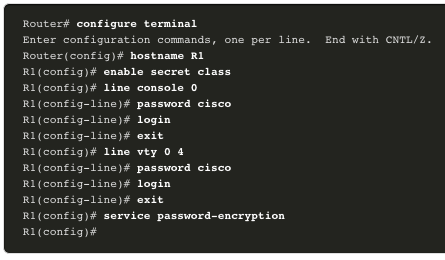 Router# configure terminal
Enter configuration commands, one per line.  End with CNTL/Z.
Router(config)# hostname R1
R1(config)# enable secret class
R1(config)# line console 0
R1(config-line)# password cisco
R1(config-line)# login
R1(config-line)# exit
R1(config)# line vty 0 4
R1(config-line)# password cisco
R1(config-line)# login
R1(config-line)# exit
R1(config)# service password-encryption
R1(config)#